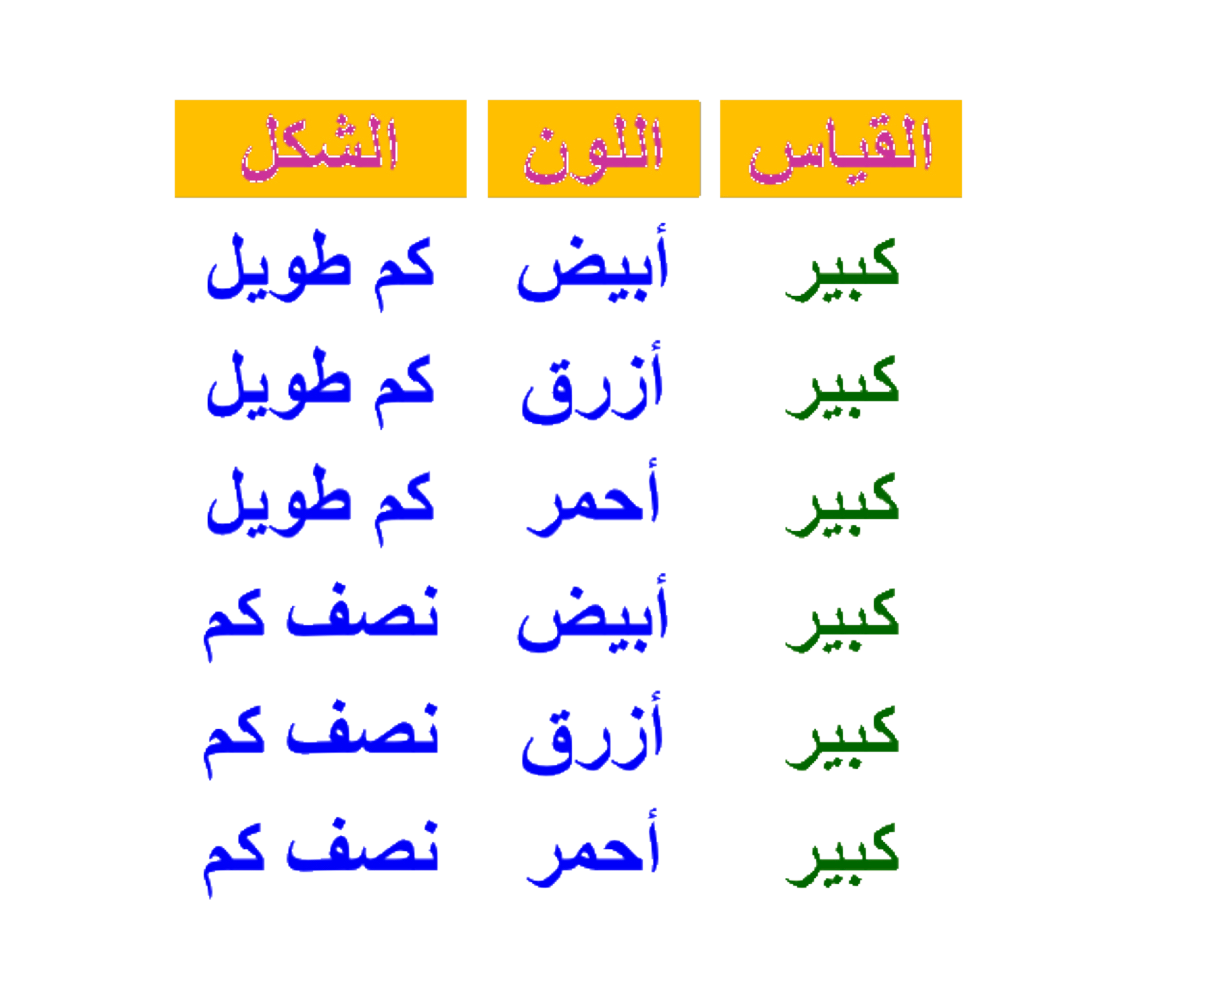 القياس اللون الشكل
كبير أبيض كم طويل
كبير أزرق كم طويل
كبير أحمر كم طويل
كبير أبيض نصف كم
كبير أزرق نصف كم
كبير أحمر نصف كم